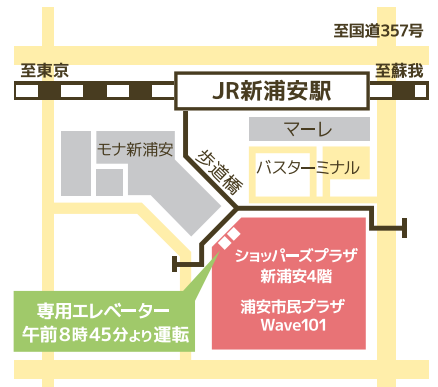 至国道357号
至東京
至蘇我
JR新浦安駅
マーレ
モナ新浦安
歩道橋
バスターミナル
ショッパーズプラザ
新浦安4階
浦安市民プラザ
Wave101
専用エレベーター
午前8時45分より運転